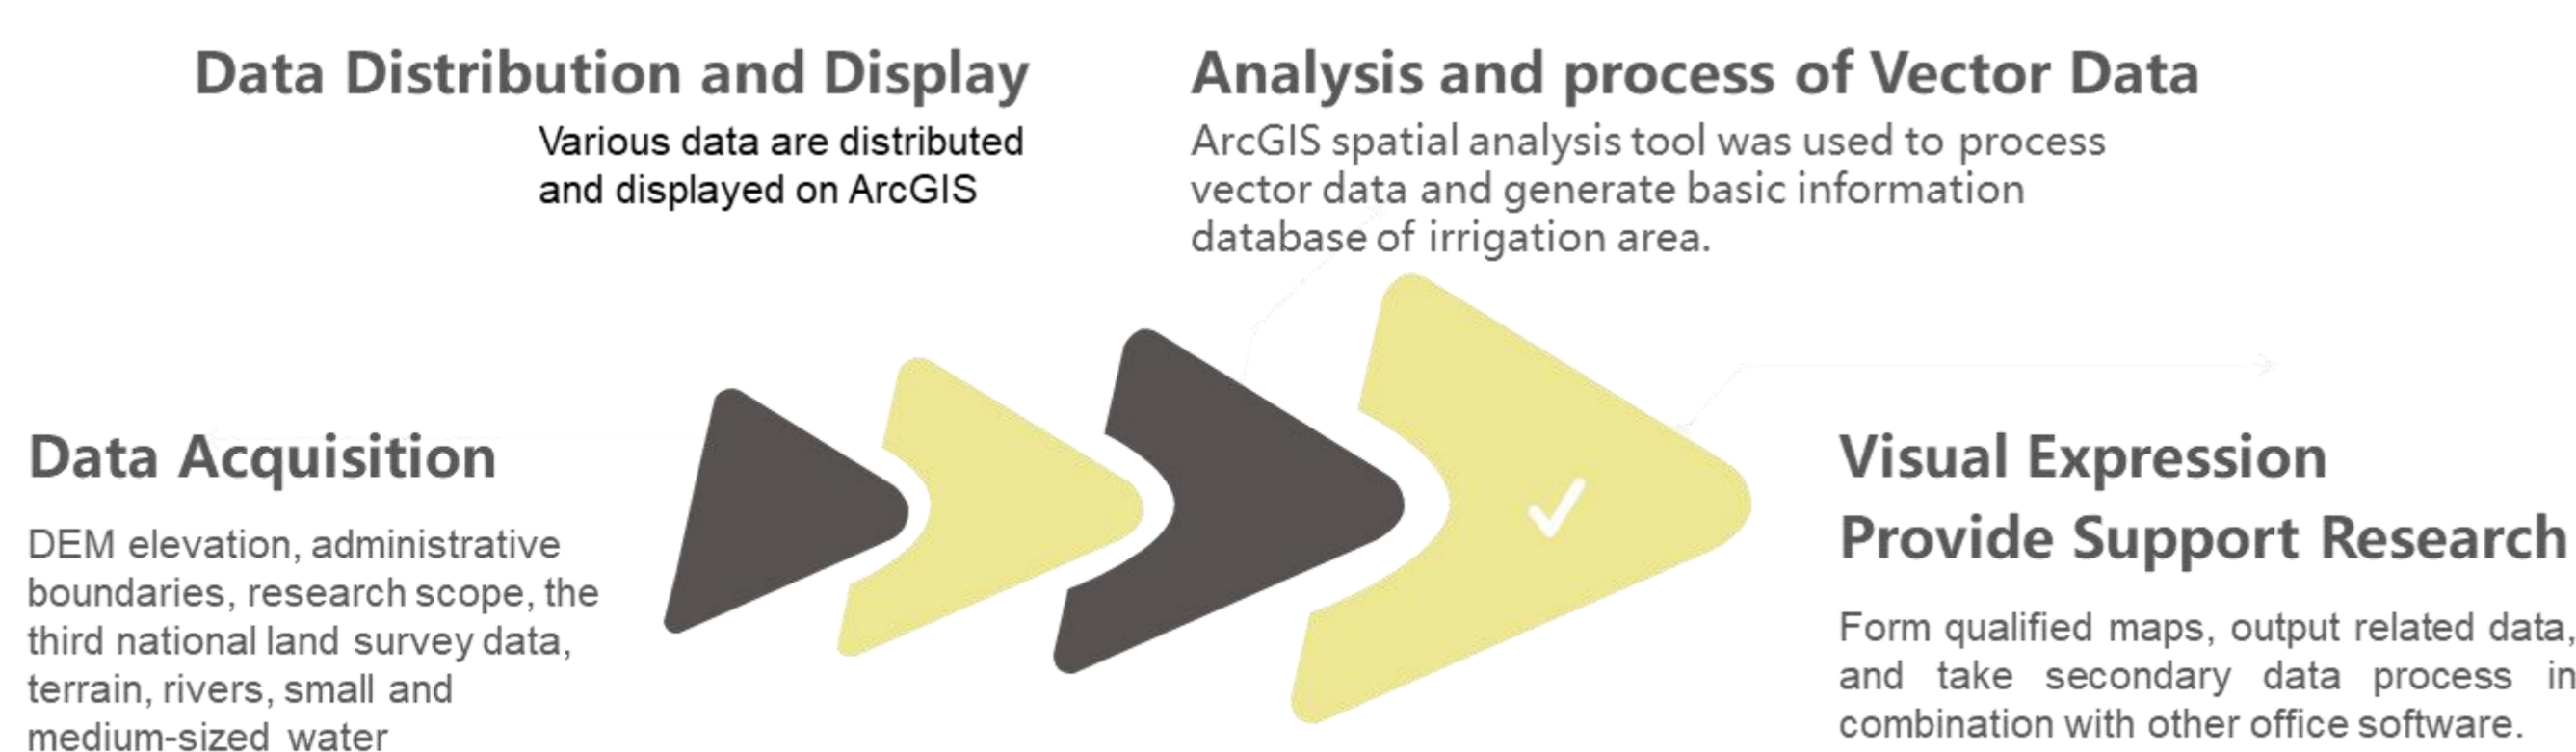 Data Distribution and Display
Various data are distributed
and displayed on ArcGIS
Analysis and process of Vector Data
ArcGIS spatial analysis tool was used to process
vector data and generate basic information
database of irrigation area.
Data Acquisition
DEM elevation, administrative
boundaries, research scope, the
third national land survey data,
terrain, rivers, small and
medium-sized water
Visual Expression
Provide Support Research
Form qualified maps, output related data,
and take secondary data process in
combination with other office software.